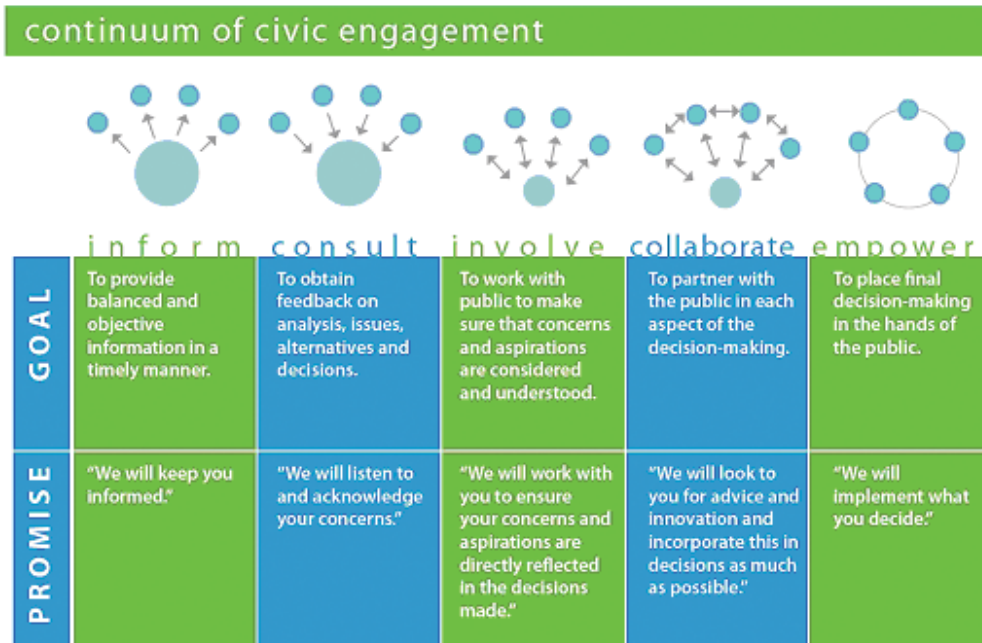 continuum of civic engagement
inform
consult
involve
collaborate
empower
GOAL
To provide
balanced and
objective
information in a
timely manner.
To obtain
feedback on
analysis, issues,
alternatives and
decisions.
To work with
public to make
sure that concerns
and aspirations
are considered
and understood.
To partner with
the public in each
aspect of the
decision-making.
To place final
decision-making
in the hands of
the public.
PROMISE
"We will keep you
informed."
"We will listen to
and acknowledge
your concerns."
"We will work with
you to ensure
your concerns and
aspirations are
directly reflected
in the decisions
made."
"We will look to
you for advice and
innovation and
incorporate this in
decisions as much
as possible."
"We will
implement what
you decide."